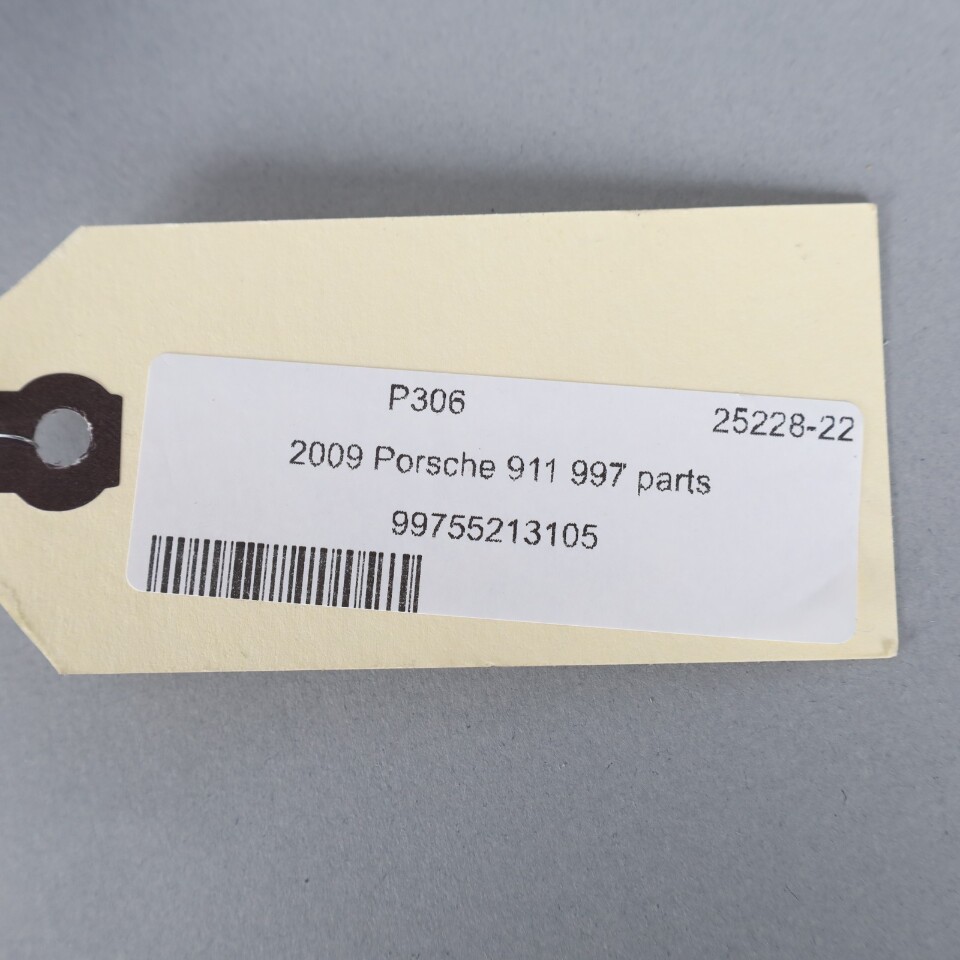 P306
25228-22
2009 Porsche 911 997 parts
99755213105